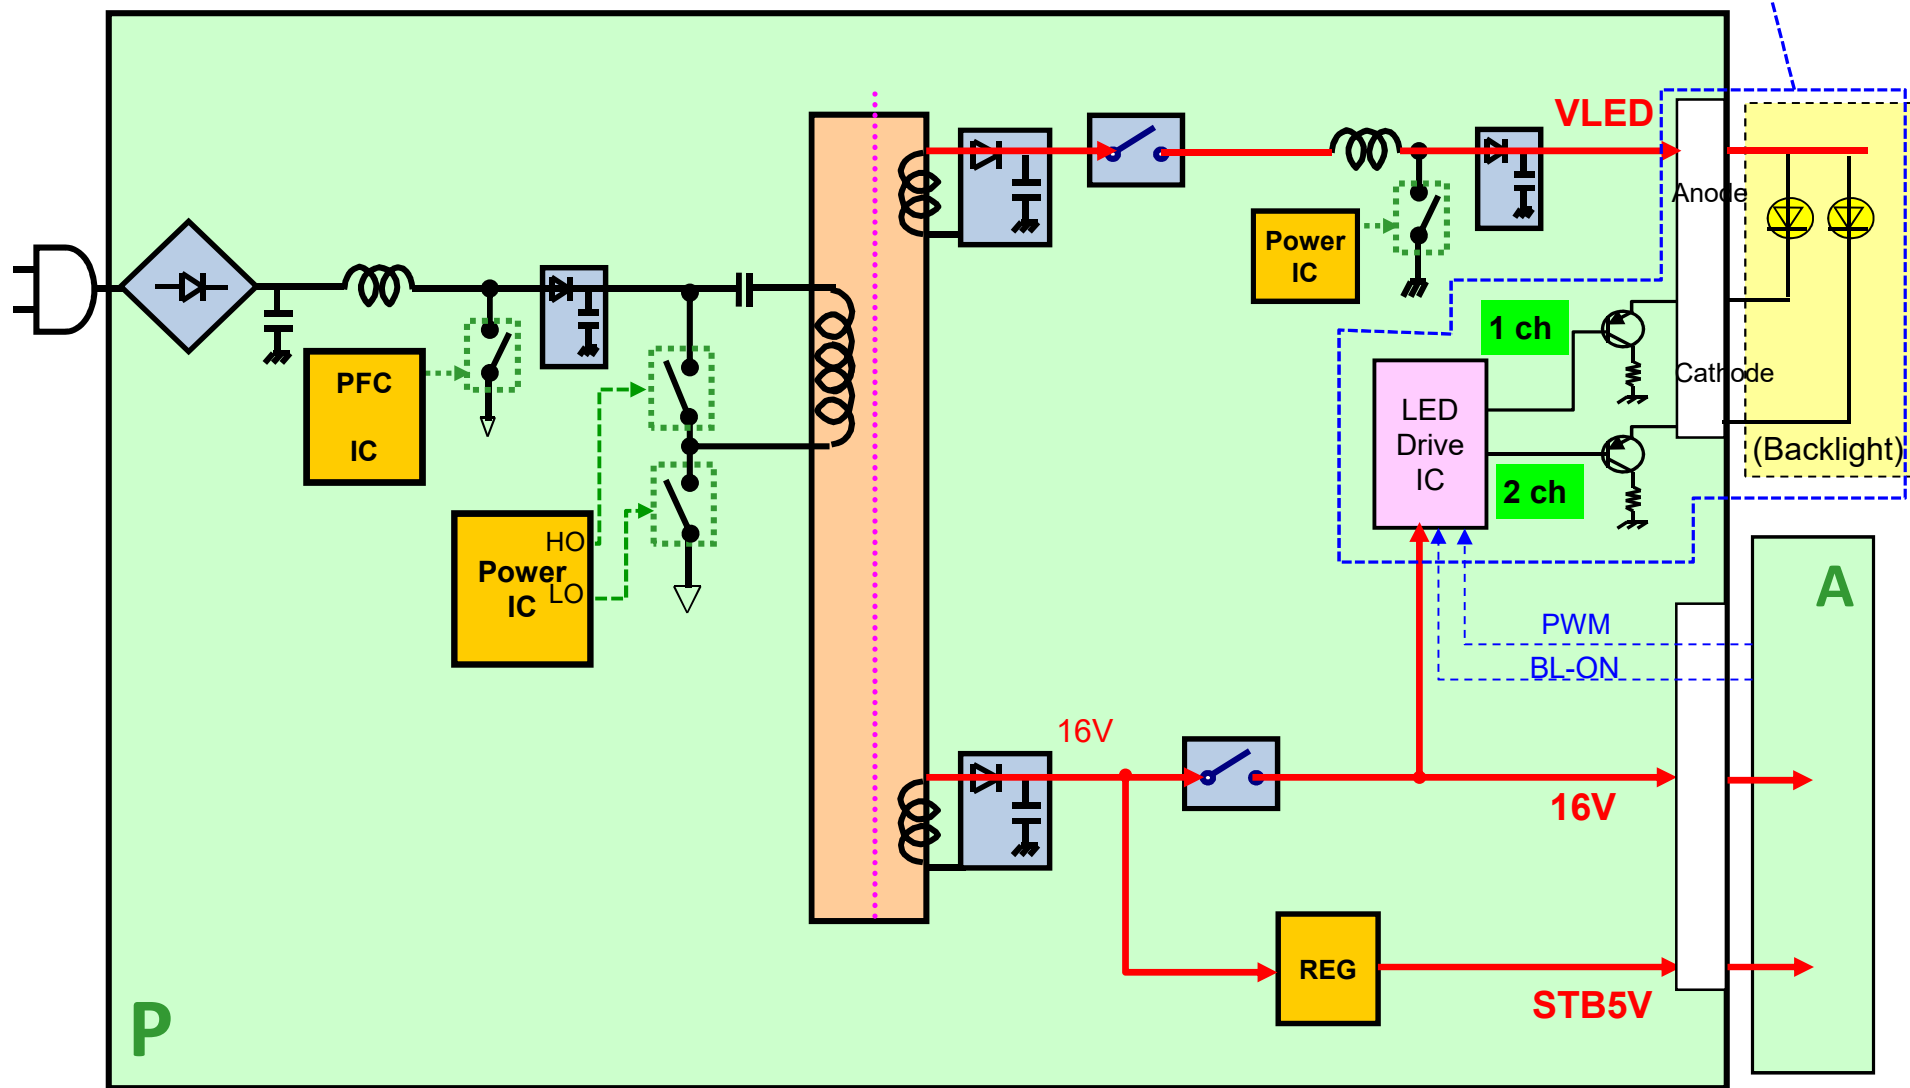 VLED
Anode
Power
IC
1 ch
PFC
IC
Cathode
LED
Drive
IC
(Backlight)
2 ch
HO
Power
IC
LO
A
PWM
BL-ON
16V
16V
REG
STB5V
P